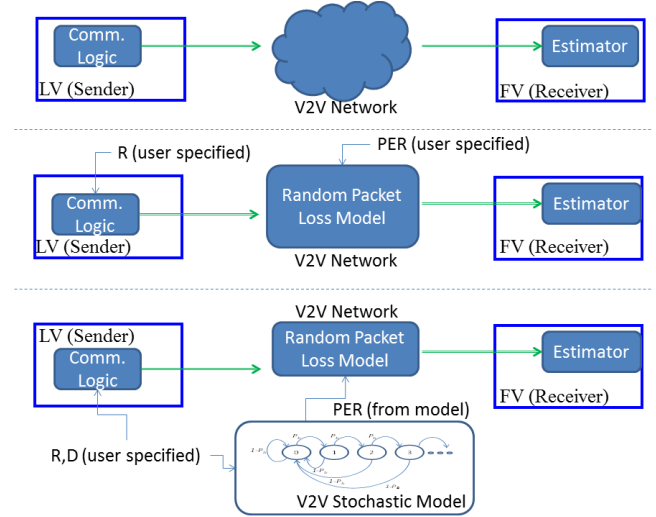 Comm.
Logic
Estimator
LV (Sender)
FV (Receiver)
V2V Network
R (user specified)
PER (user specified)
Comm.
Logic
Random Packet
Loss Model
Estimator
LV (Sender)
FV (Receiver)
V2V Network
V2V Network
LV (Sender)
Comm.
Logic
Random Packet
Loss Model
Estimator
FV (Receiver)
PER (from model)
R,D (user specified)
0 1 2 3
V2V Stochastic Model